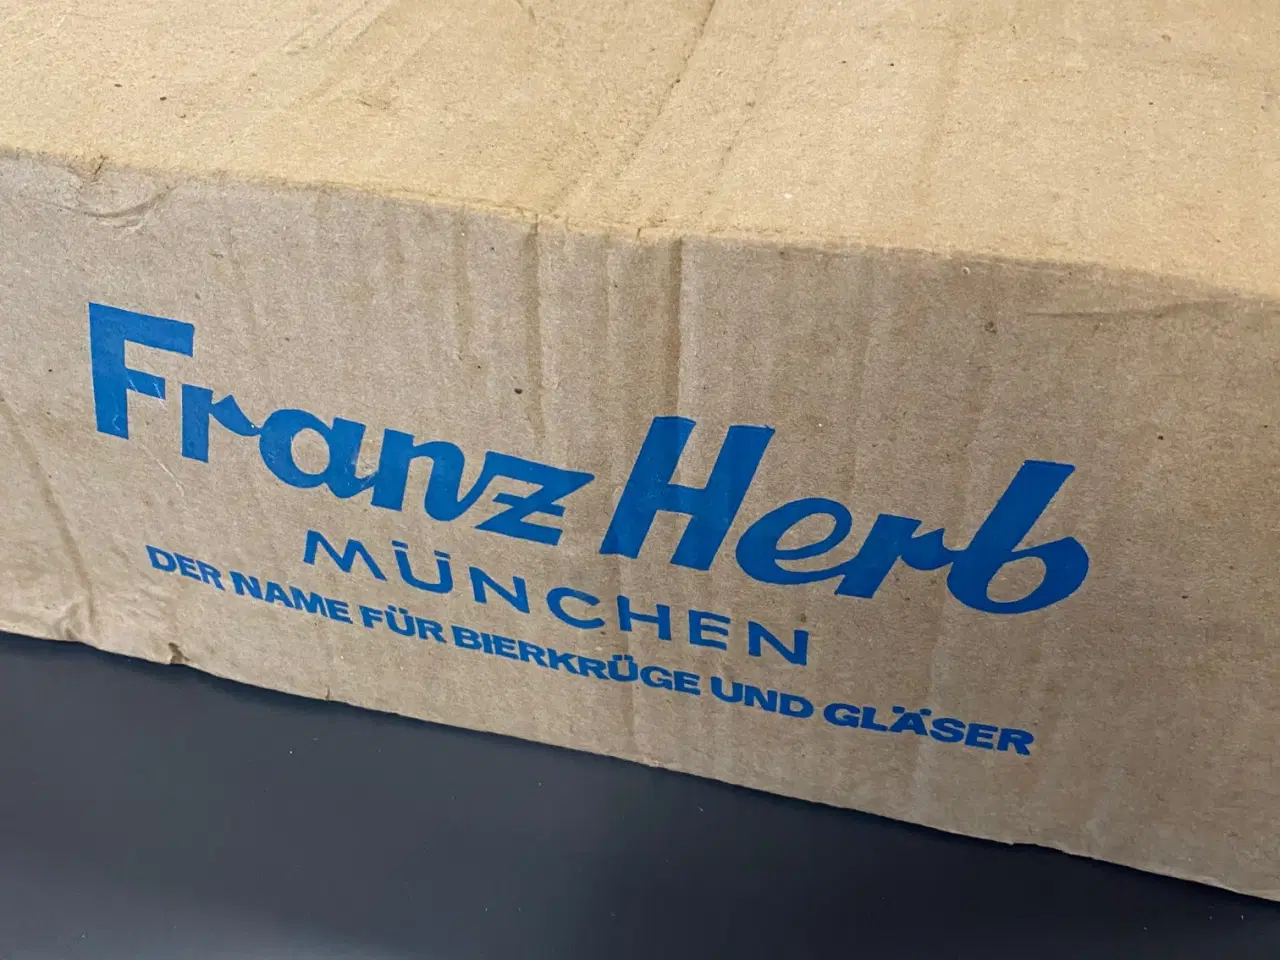 Franz Herb
MÜNCHEN
DER NAME FÜR BIERKRÜGE UND GLÄSER